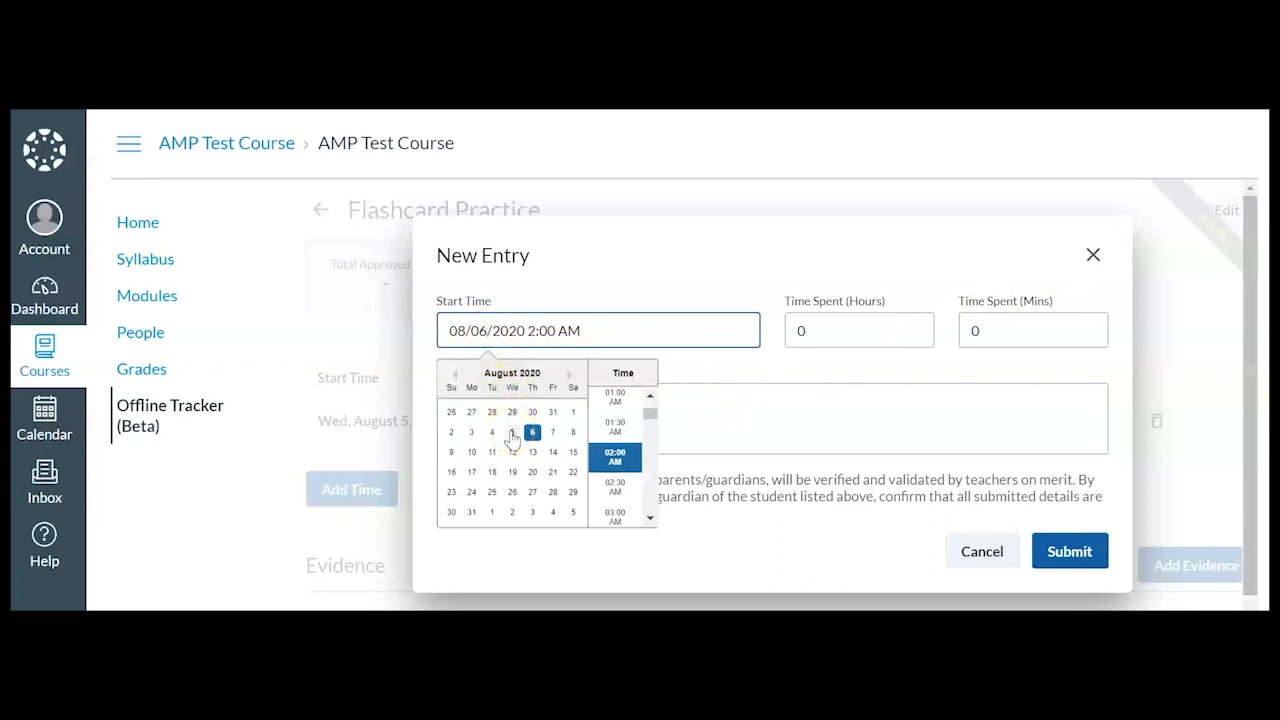 AMP Test Course › AMP Test Course
Account
Dashboard
Courses
Calendar
Inbox
Help
Home
Syllabus
Modules
People
Grades
Offline Tracker
(Beta)
Flashcard Practice
Edit
Total Approved
Start Time
Wed, August 5,
Add Time
Evidence
Add Evidence
New Entry
Start Time
Time Spent (Hours)
Time Spent (Mins)
08/06/2020 2:00 AM
0
0
August 2020
Su Mo Tu We Th Fr Sa
26 27 28 29 30 31 1
2 3 4 5 6 7 8
9 10 11 12 13 14 15
16 17 18 19 20 21 22
23 24 25 26 27 28 29
30 31 1 2 3 4 5
Time
01:00
AM
01:30
AM
02:00
AM
02:30
AM
03:00
AM
parents/guardians, will be verified and validated by teachers on merit. By
guardian of the student listed above, confirm that all submitted details are
Cancel
Submit